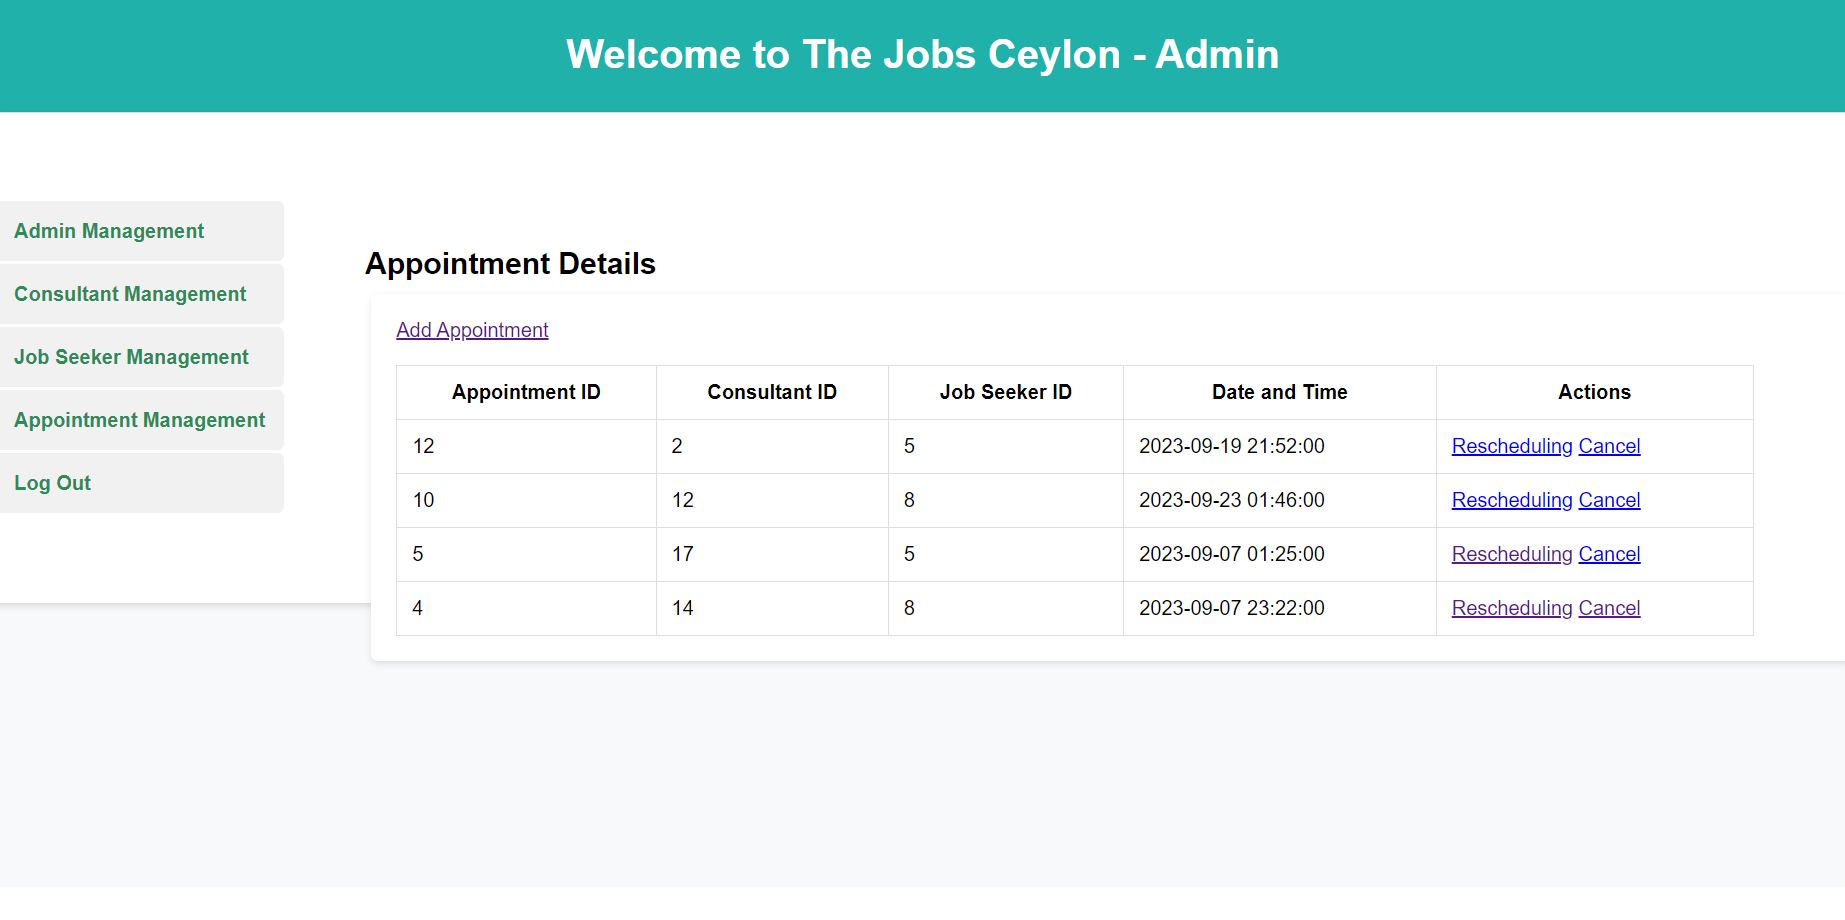 Welcome to The Jobs Ceylon - Admin
Admin Management
Consultant Management
Job Seeker Management
Appointment Management
Log Out
Appointment Details
Add Appointment
Appointment ID Consultant ID Job Seeker ID Date and Time Actions
12 2 5 2023-09-19 21:52:00 Rescheduling Cancel
10 12 8 2023-09-23 01:46:00 Rescheduling Cancel
5 17 5 2023-09-07 01:25:00 Rescheduling Cancel
4 14 8 2023-09-07 23:22:00 Rescheduling Cancel